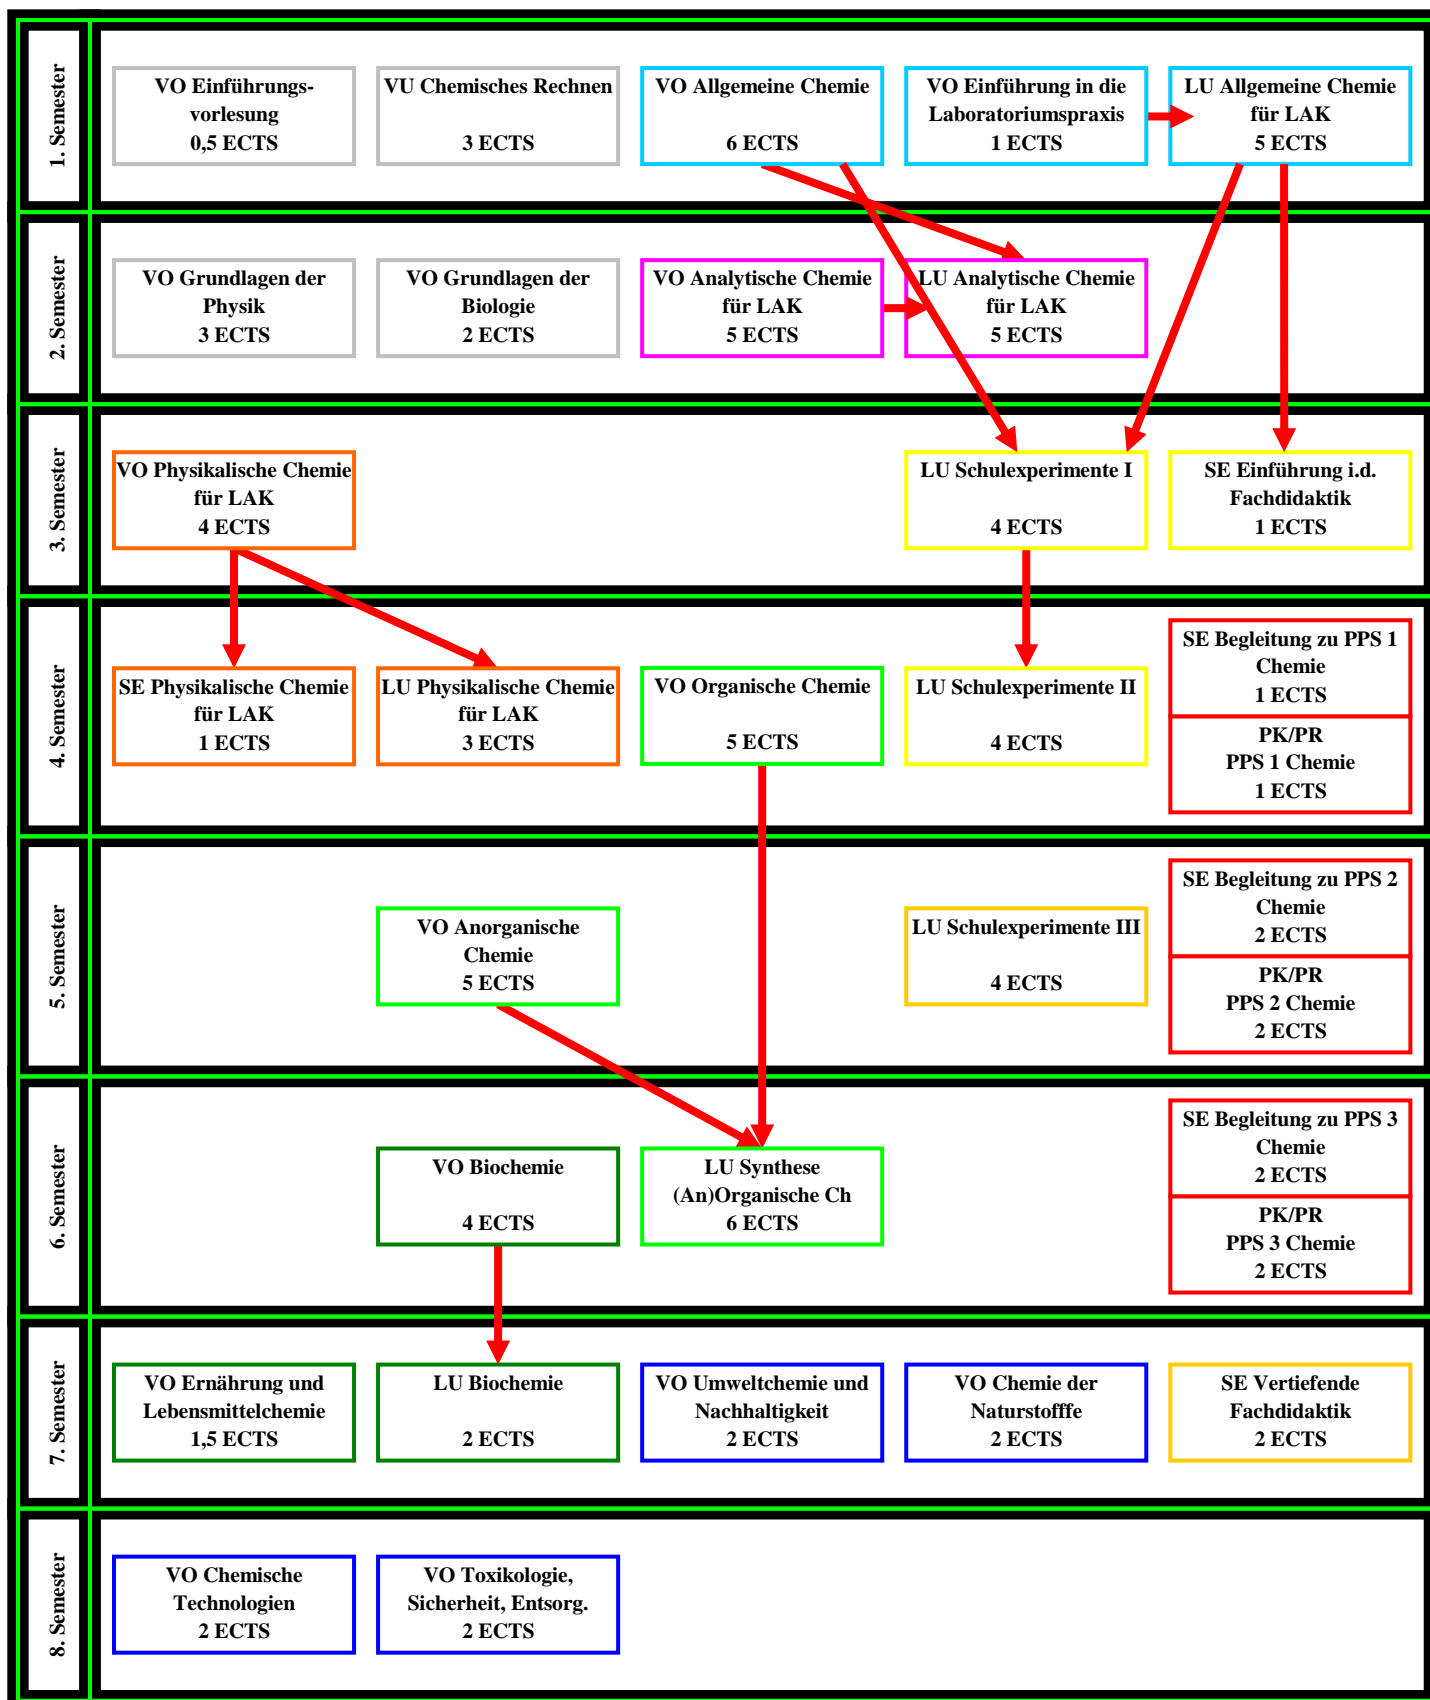 1. Semester
VO Einführungs-
vorlesung
0,5 ECTS
VU Chemisches Rechnen
3 ECTS
VO Allgemeine Chemie
6 ECTS
VO Einführung in die
Laboratoriumspraxis
1 ECTS
LU Allgemeine Chemie
für LAK
5 ECTS
2. Semester
VO Grundlagen der
Physik
3 ECTS
VO Grundlagen der
Biologie
2 ECTS
VO Analytische Chemie
für LAK
5 ECTS
LU Analytische Chemie
für LAK
5 ECTS
3. Semester
VO Physikalische Chemie
für LAK
4 ECTS
LU Schulexperimente I
4 ECTS
SE Einführung i.d.
Fachdidaktik
1 ECTS
4. Semester
SE Physikalische Chemie
für LAK
1 ECTS
LU Physikalische Chemie
für LAK
3 ECTS
VO Organische Chemie
5 ECTS
LU Schulexperimente II
4 ECTS
SE Begleitung zu PPS 1
Chemie
1 ECTS
PK/PR
PPS 1 Chemie
1 ECTS
5. Semester
VO Anorganische
Chemie
5 ECTS
LU Schulexperimente III
4 ECTS
SE Begleitung zu PPS 2
Chemie
2 ECTS
PK/PR
PPS 2 Chemie
2 ECTS
6. Semester
VO Biochemie
4 ECTS
LU Synthese
(An)Organische Ch
6 ECTS
SE Begleitung zu PPS 3
Chemie
2 ECTS
PK/PR
PPS 3 Chemie
2 ECTS
7. Semester
VO Ernährung und
Lebensmittelchemie
1,5 ECTS
LU Biochemie
2 ECTS
VO Umweltchemie und
Nachhaltigkeit
2 ECTS
VO Chemie der
Naturstofffe
2 ECTS
SE Vertiefende
Fachdidaktik
2 ECTS
8. Semester
VO Chemische
Technologien
2 ECTS
VO Toxikologie,
Sicherheit, Entsorg.
2 ECTS